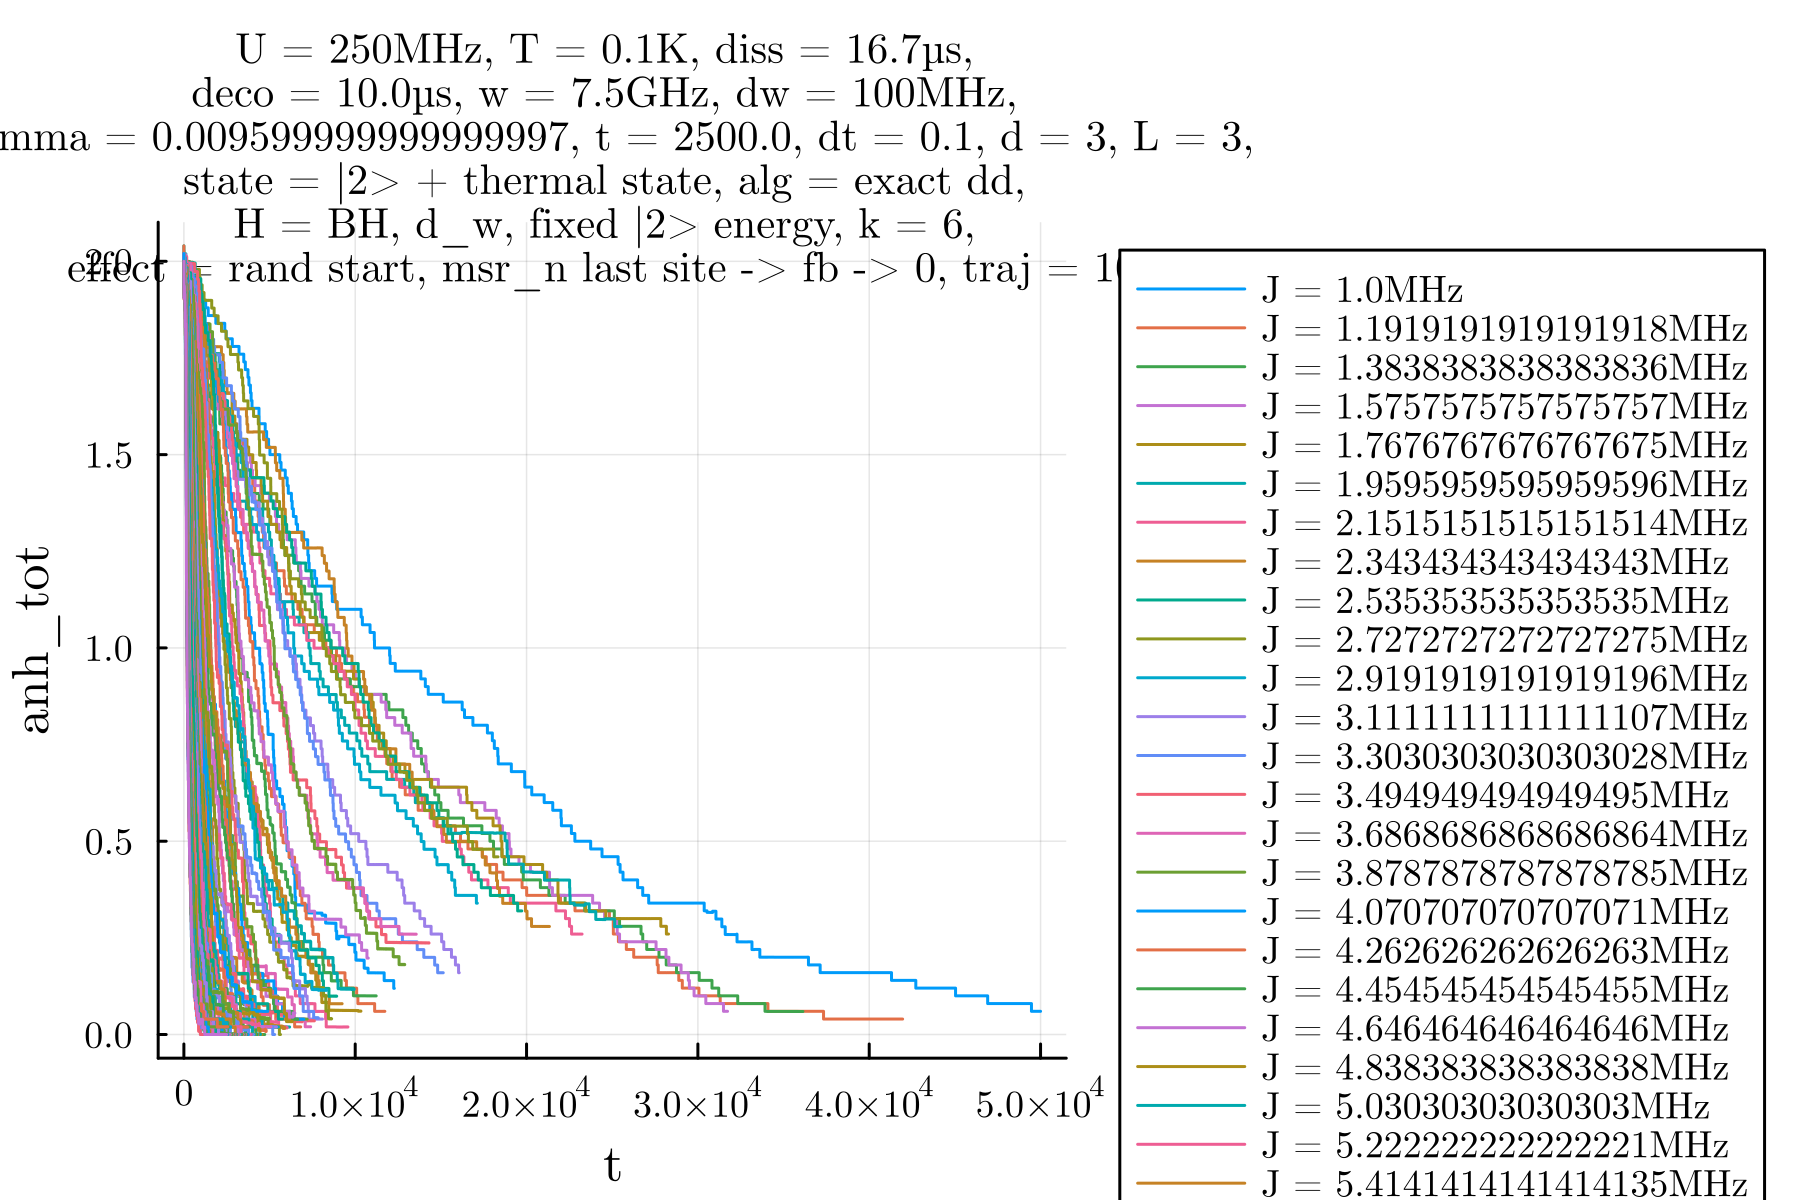 U = 250MHz, T = 0.1K, diss = 16.7μs,
deco = 10.0μs, w = 7.5GHz, dw = 100MHz,
mma = 0.009599999999999997, t = 2500.0, dt = 0.1, d = 3, L = 3,
state = |2> + thermal state, alg = exact dd,
H = BH, d_w, fixed |2> energy, k = 6,
effect = rand start, msr_n last site -> fb -> 0, traj = 1
2.0
1.5
1.0
0.5
0.0
anh_tot
0
1.0×10⁴
2.0×10⁴
3.0×10⁴
4.0×10⁴
5.0×10⁴
t
J = 1.0MHz
J = 1.1919191919191918MHz
J = 1.3838383838383836MHz
J = 1.5757575757575757MHz
J = 1.7676767676767675MHz
J = 1.9595959595959596MHz
J = 2.1515151515151514MHz
J = 2.343434343434343MHz
J = 2.535353535353535MHz
J = 2.7272727272727275MHz
J = 2.9191919191919196MHz
J = 3.1111111111111107MHz
J = 3.3030303030303028MHz
J = 3.494949494949495MHz
J = 3.6868686868686864MHz
J = 3.8787878787878785MHz
J = 4.070707070707071MHz
J = 4.262626262626263MHz
J = 4.454545454545455MHz
J = 4.646464646464646MHz
J = 4.838383838383838MHz
J = 5.03030303030303MHz
J = 5.222222222222221MHz
J = 5.4141414141414135MHz